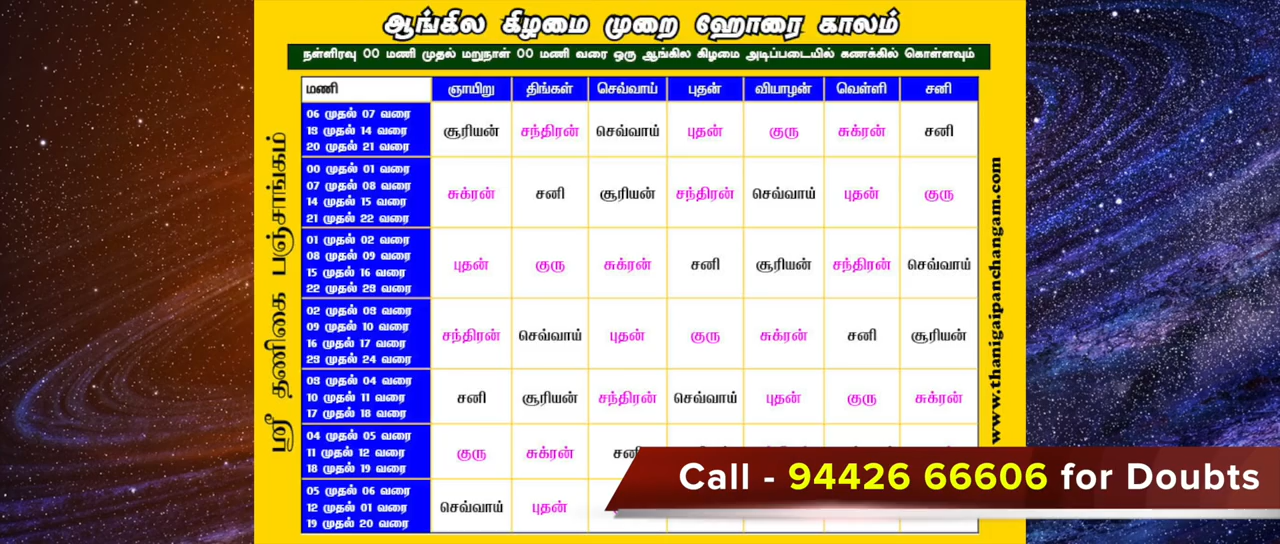 ஆங்கில கிழமை முறை ஹோரை காலம்
நள்ளிரவு 00 மணி முதல் மறுநாள் 00 மணி வரை ஒரு ஆங்கில கிழமை அடிப்படையில் கணக்கில் கொள்ளவும்
ஸ்ரீ தணிகை பஞ்சாங்கம்
மணி ஞாயிறு திங்கள் செவ்வாய் புதன் வியாழன் வெள்ளி சனி
06 முதல் 07 வரை
13 முதல் 14 வரை
20 முதல் 21 வரை
சூரியன் சந்திரன் செவ்வாய் புதன் குரு சுக்ரன் சனி
00 முதல் 01 வரை
07 முதல் 08 வரை
14 முதல் 15 வரை
21 முதல் 22 வரை
சுக்ரன் சனி சூரியன் சந்திரன் செவ்வாய் புதன் குரு
01 முதல் 02 வரை
08 முதல் 09 வரை
15 முதல் 16 வரை
22 முதல் 23 வரை
புதன் குரு சுக்ரன் சனி சூரியன் சந்திரன் செவ்வாய்
02 முதல் 03 வரை
09 முதல் 10 வரை
16 முதல் 17 வரை
23 முதல் 24 வரை
சந்திரன் செவ்வாய் புதன் குரு சுக்ரன் சனி சூரியன்
03 முதல் 04 வரை
10 முதல் 11 வரை
17 முதல் 18 வரை
சனி சூரியன் சந்திரன் செவ்வாய் புதன் குரு சுக்ரன்
04 முதல் 05 வரை
11 முதல் 12 வரை
18 முதல் 19 வரை
குரு சுக்ரன் சனி
05 முதல் 06 வரை
12 முதல் 01 வரை
19 முதல் 20 வரை
செவ்வாய் புதன்
www.thanigaipanchangam.com
Call - 94426 66606 for Doubts